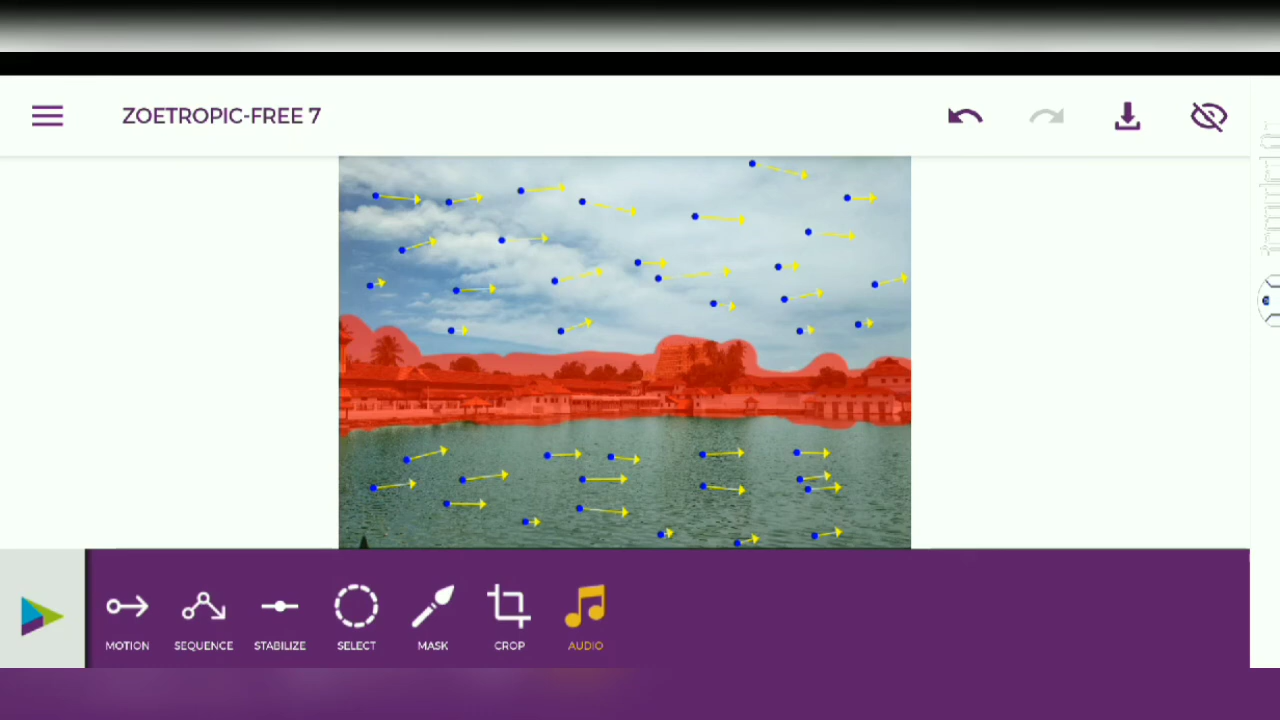 ZOETROPIC-FREE 7
MOTION
SEQUENCE
STABILIZE
SELECT
MASK
CROP
AUDIO